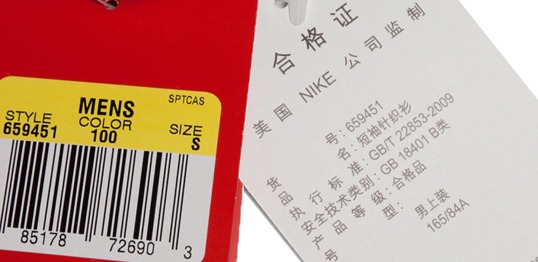 SPTCAS
MENS
STYLE COLOR SIZE
659451 100 S
85178 72690 3
合格证
美国 NIKE 公司监制
货号: 659451
品名: 短袖针织衫
执行标准: GB/T 22853-2009
安全技术类别: GB 18401 B类
产品等级: 合格品
号型: 男上装
165/84A